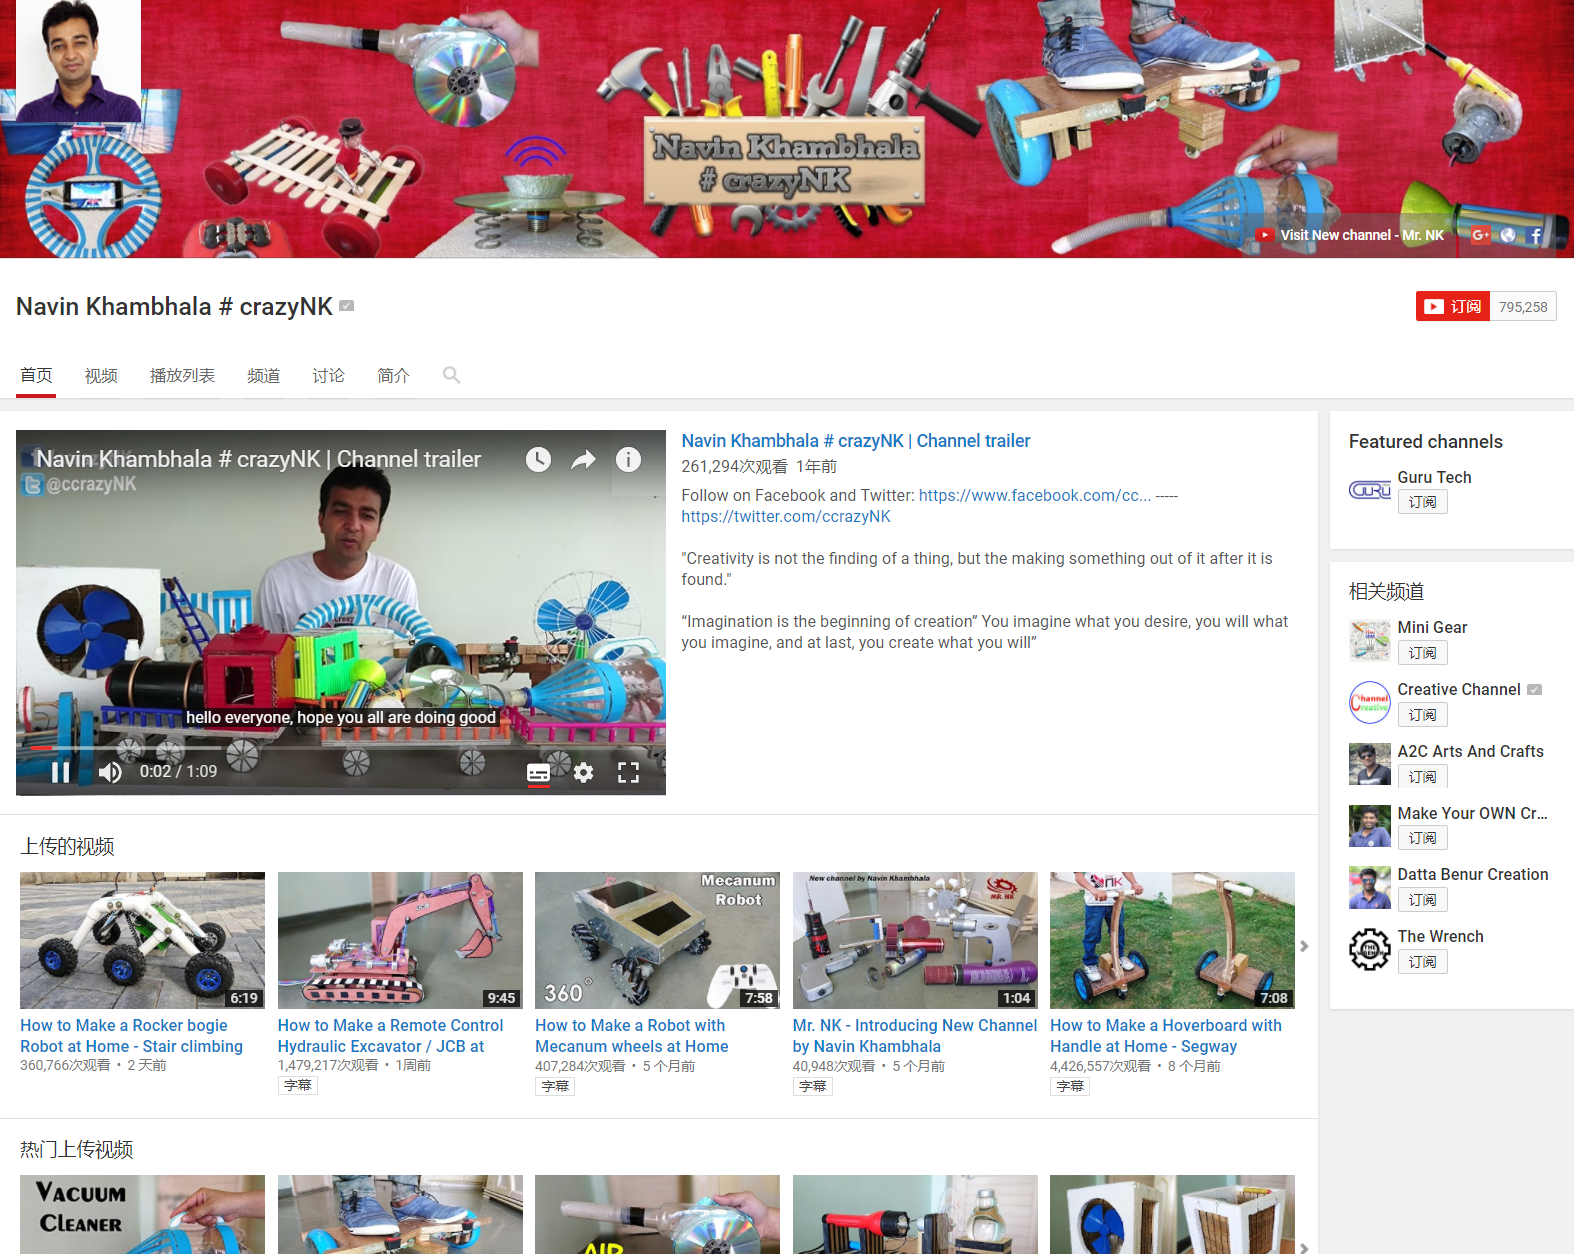 Navin Khambhala
# crazyNK
Visit New channel - Mr. NK
G+
f
Navin Khambhala # crazyNK
订阅 795,258
首页 视频 播放列表 频道 讨论 简介
Navin Khambhala # crazyNK | Channel trailer
@ccrazyNK
hello everyone, hope you all are doing good
0:02 / 1:09
Navin Khambhala # crazyNK | Channel trailer
261,294次观看 1年前
Follow on Facebook and Twitter: https://www.facebook.com/cc... -----
https://twitter.com/ccrazyNK
"Creativity is not the finding of a thing, but the making something out of it after it is
found."
“Imagination is the beginning of creation” You imagine what you desire, you will what
you imagine, and at last, you create what you will”
Featured channels
GURU
Guru Tech
订阅
相关频道
Mini Gear
订阅
Channel
Creative
Creative Channel
订阅
A2C Arts And Crafts
订阅
Make Your OWN Cr...
订阅
Datta Benur Creation
订阅
THE
WRENCH
The Wrench
订阅
上传的视频
6:19
How to Make a Rocker bogie
Robot at Home - Stair climbing
360,766次观看 • 2 天前
JCB
9:45
How to Make a Remote Control
Hydraulic Excavator / JCB at
1,479,217次观看 • 1周前
字幕
Mecanum
Robot
360°
7:58
How to Make a Robot with
Mecanum wheels at Home
407,284次观看 • 5 个月前
字幕
New channel by Navin Khambhala
MR. NK
1:04
Mr. NK - Introducing New Channel
by Navin Khambhala
40,948次观看 • 5 个月前
字幕
7:08
How to Make a Hoverboard with
Handle at Home - Segway
4,426,557次观看 • 8 个月前
字幕
热门上传视频
VACUUM
CLEANER
AIR